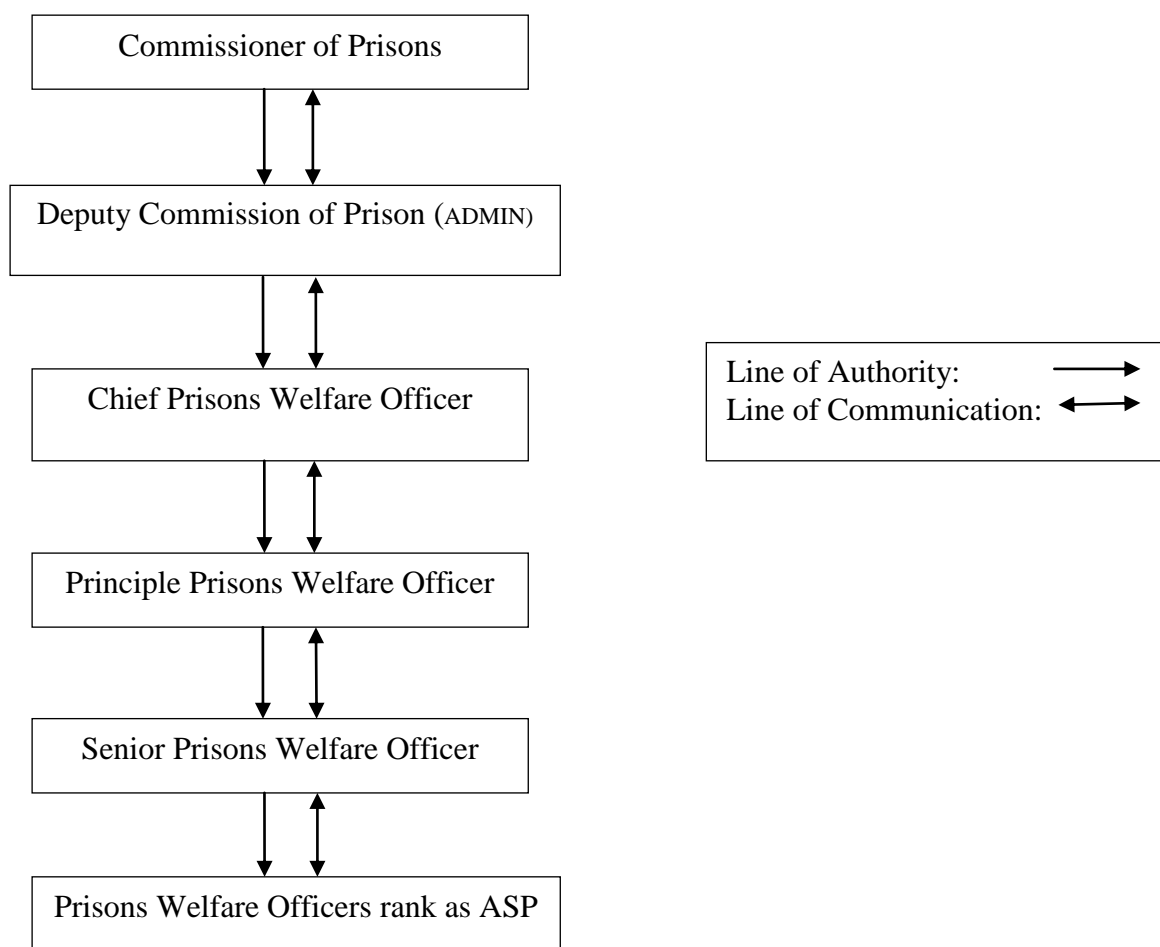 Commissioner of Prisons
Deputy Commission of Prison (ADMIN)
Chief Prisons Welfare Officer
Line of Authority:
Line of Communication:
Principle Prisons Welfare Officer
Senior Prisons Welfare Officer
Prisons Welfare Officers rank as ASP